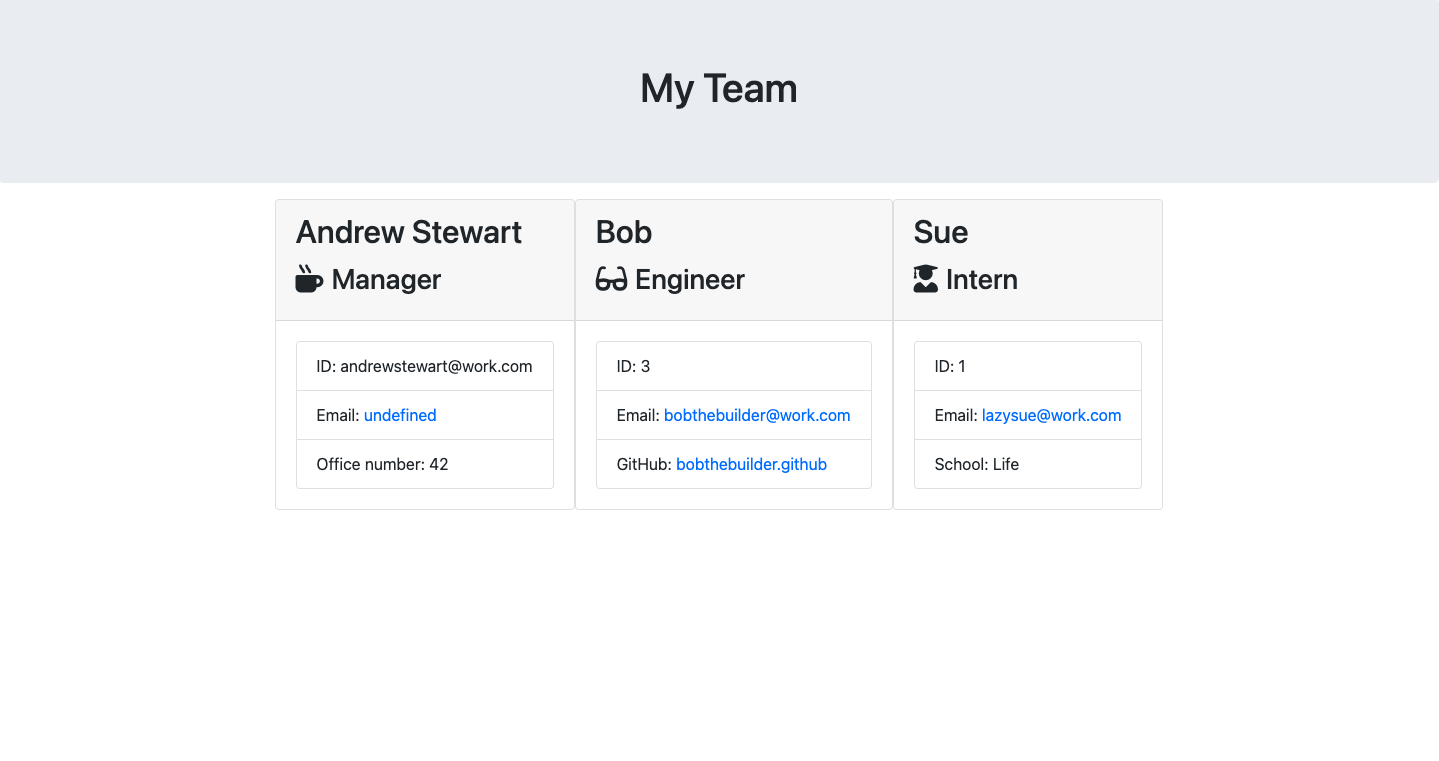 My Team
Andrew Stewart
Manager
ID: andrewstewart@work.com
Email: undefined
Office number: 42
Bob
Engineer
ID: 3
Email: bobthebuilder@work.com
GitHub: bobthebuilder.github
Sue
Intern
ID: 1
Email: lazysue@work.com
School: Life